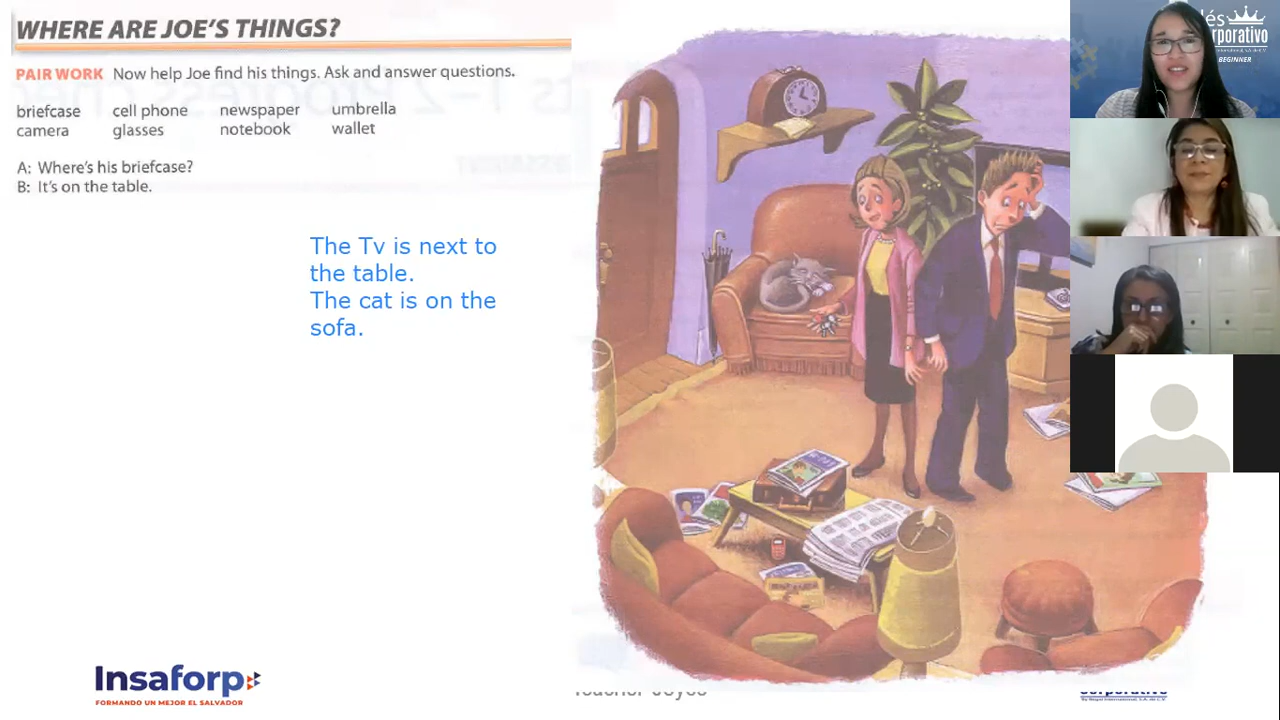 WHERE ARE JOE'S THINGS?
PAIR WORK Now help Joe find his things. Ask and answer questions.
briefcase cell phone newspaper umbrella
camera glasses notebook wallet
A: Where's his briefcase?
B: It's on the table.
The Tv is next to
the table.
The cat is on the
sofa.
Insaforp
FORMANDO UN MEJOR EL SALVADOR
BEGINNER